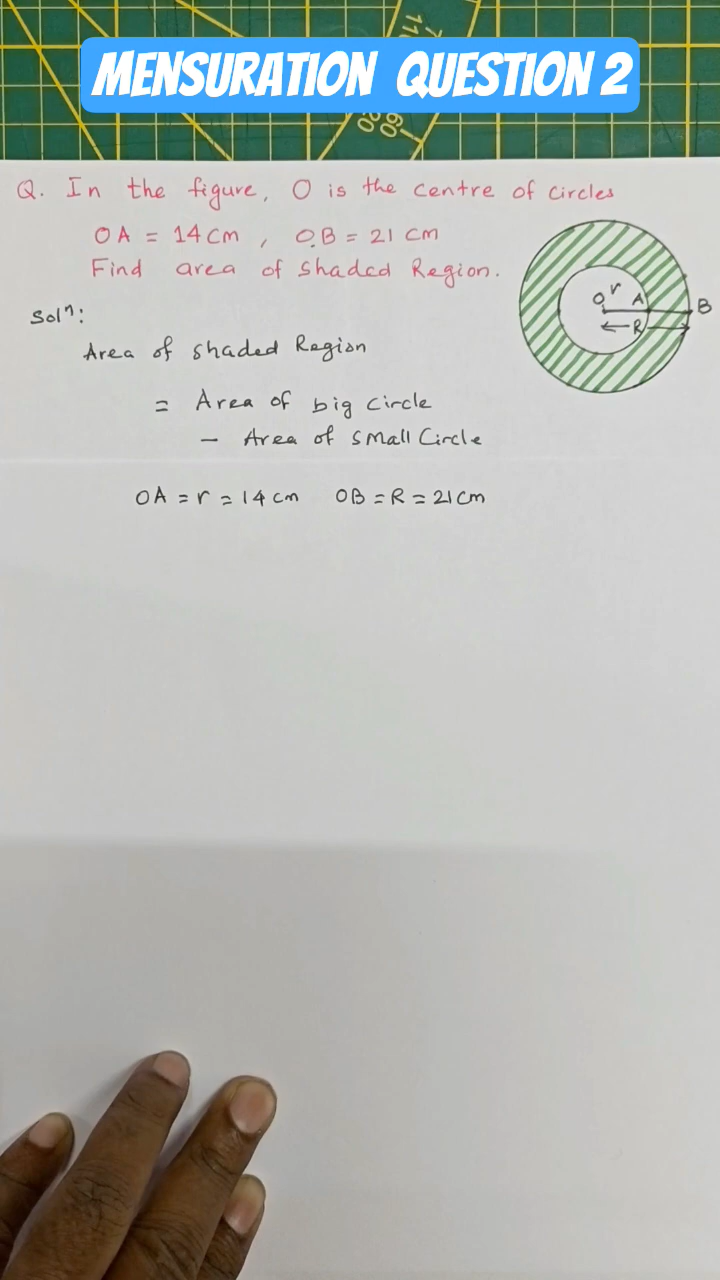 MENSURATION QUESTION 2
Q. In the figure, O is the centre of circles
OA = 14 cm , OB = 21 cm
Find area of shaded Region.
Solⁿ:
Area of shaded Region
= Area of big circle
— Area of small Circle
OA = r = 14 cm OB = R = 21 cm
O r A B
R